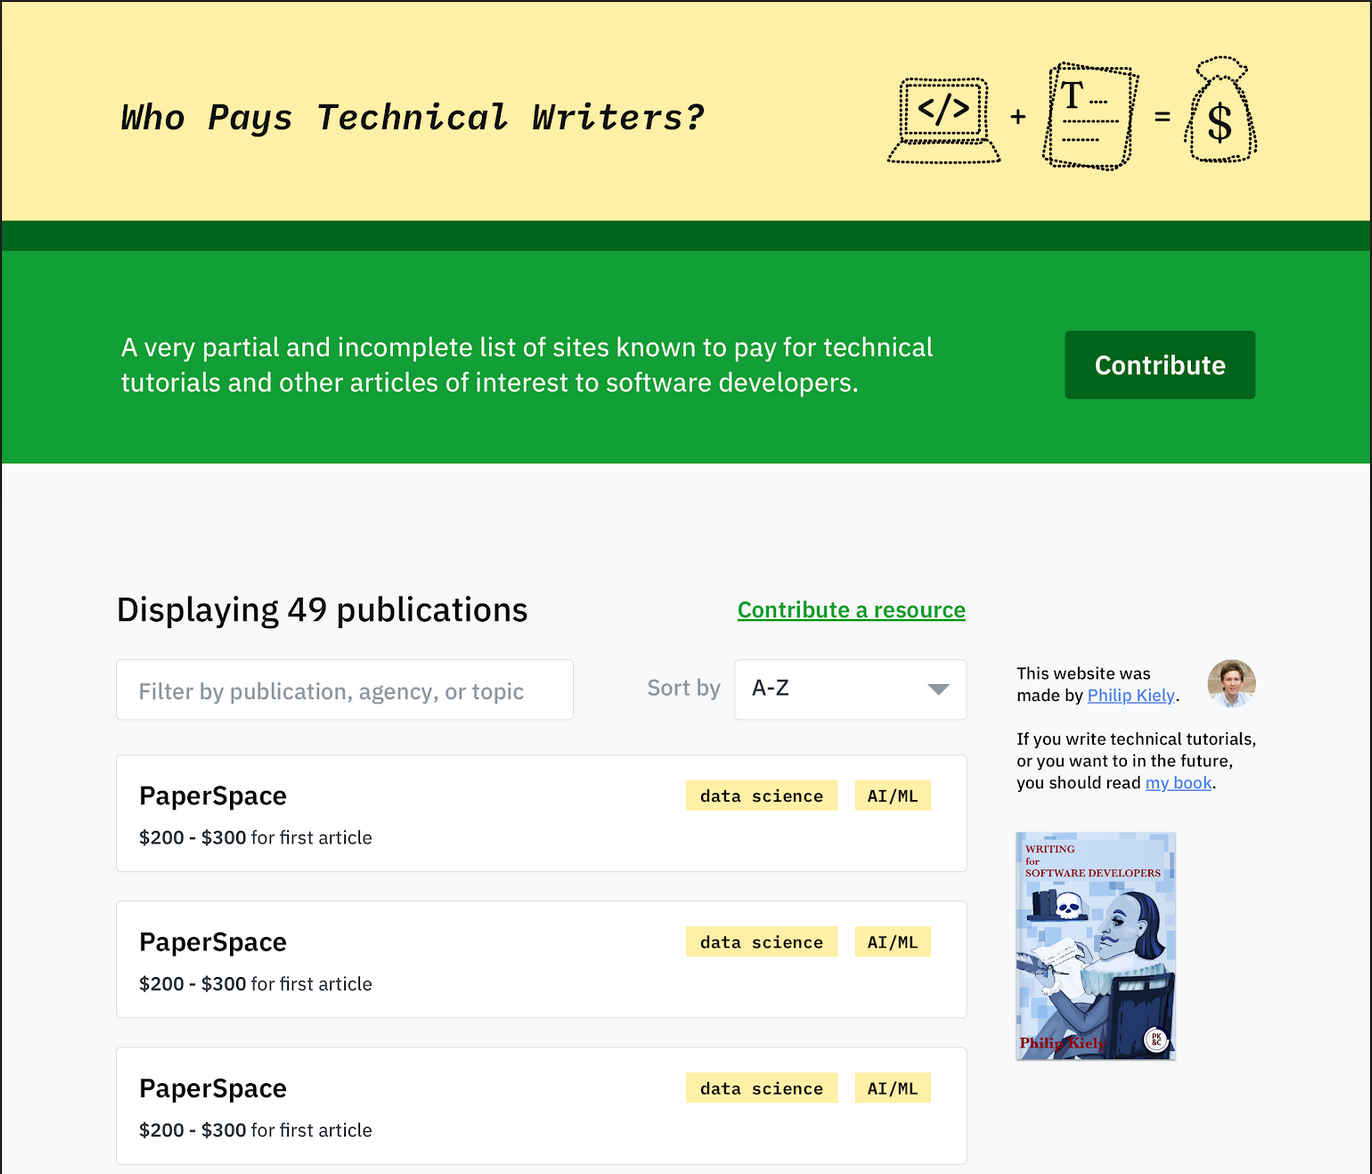 Who Pays Technical Writers?
</>
+
T
=
$
A very partial and incomplete list of sites known to pay for technical
tutorials and other articles of interest to software developers.
Contribute
Displaying 49 publications
Contribute a resource
Filter by publication, agency, or topic
Sort by
A-Z
PaperSpace
data science
AI/ML
$200 - $300 for first article
PaperSpace
data science
AI/ML
$200 - $300 for first article
PaperSpace
data science
AI/ML
$200 - $300 for first article
This website was
made by Philip Kiely.
If you write technical tutorials,
or you want to in the future,
you should read my book.
WRITING
for
SOFTWARE DEVELOPERS
Philip Kiely
PK
&C